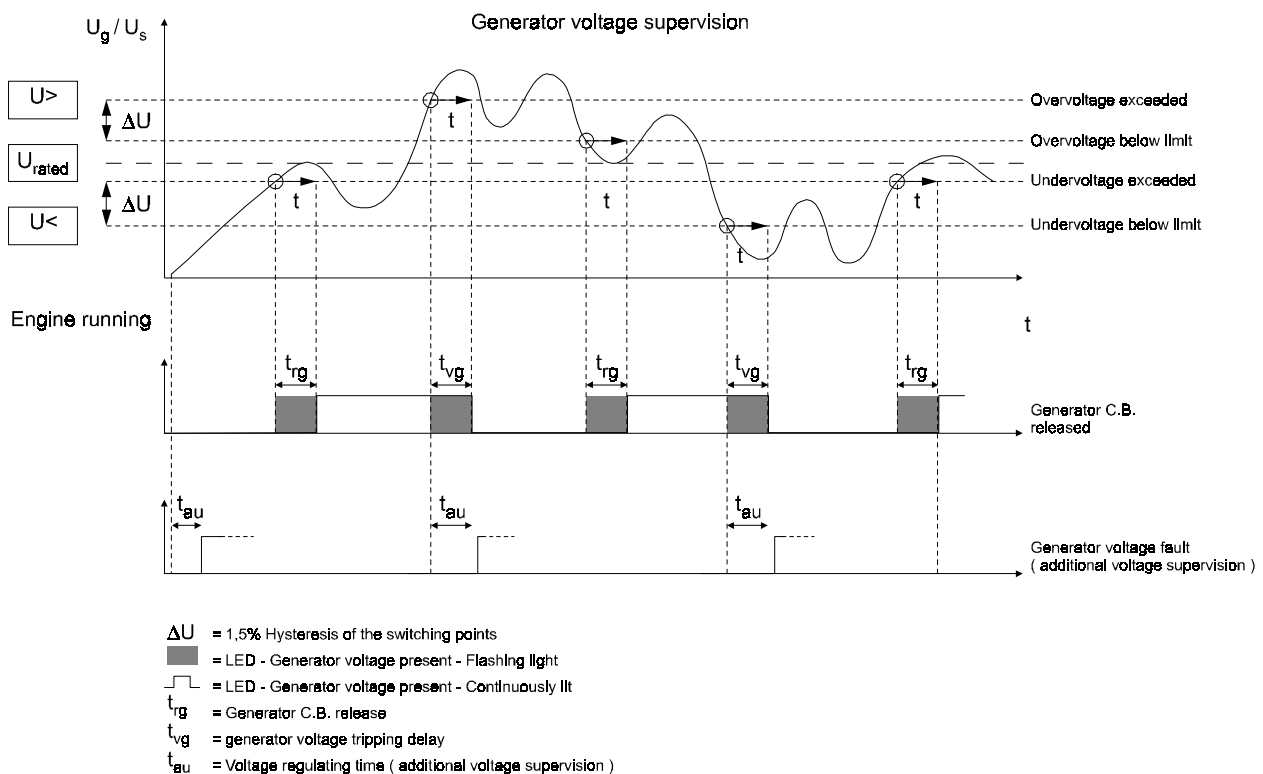 Generator voltage supervision
Ug / Us
U>
ΔU
Urated
ΔU
U<
t
t
t
t
t
Overvoltage exceeded
Overvoltage below limit
Undervoltage exceeded
Undervoltage below limit
Engine running
t
trg
tvg
trg
tvg
trg
Generator C.B.
released
tau
tau
tau
Generator voltage fault
( additional voltage supervision )
ΔU = 1,5% Hysteresis of the switching points
= LED - Generator voltage present - Flashing light
= LED - Generator voltage present - Continuously lit
trg = Generator C.B. release
tvg = generator voltage tripping delay
tau = Voltage regulating time ( additional voltage supervision )